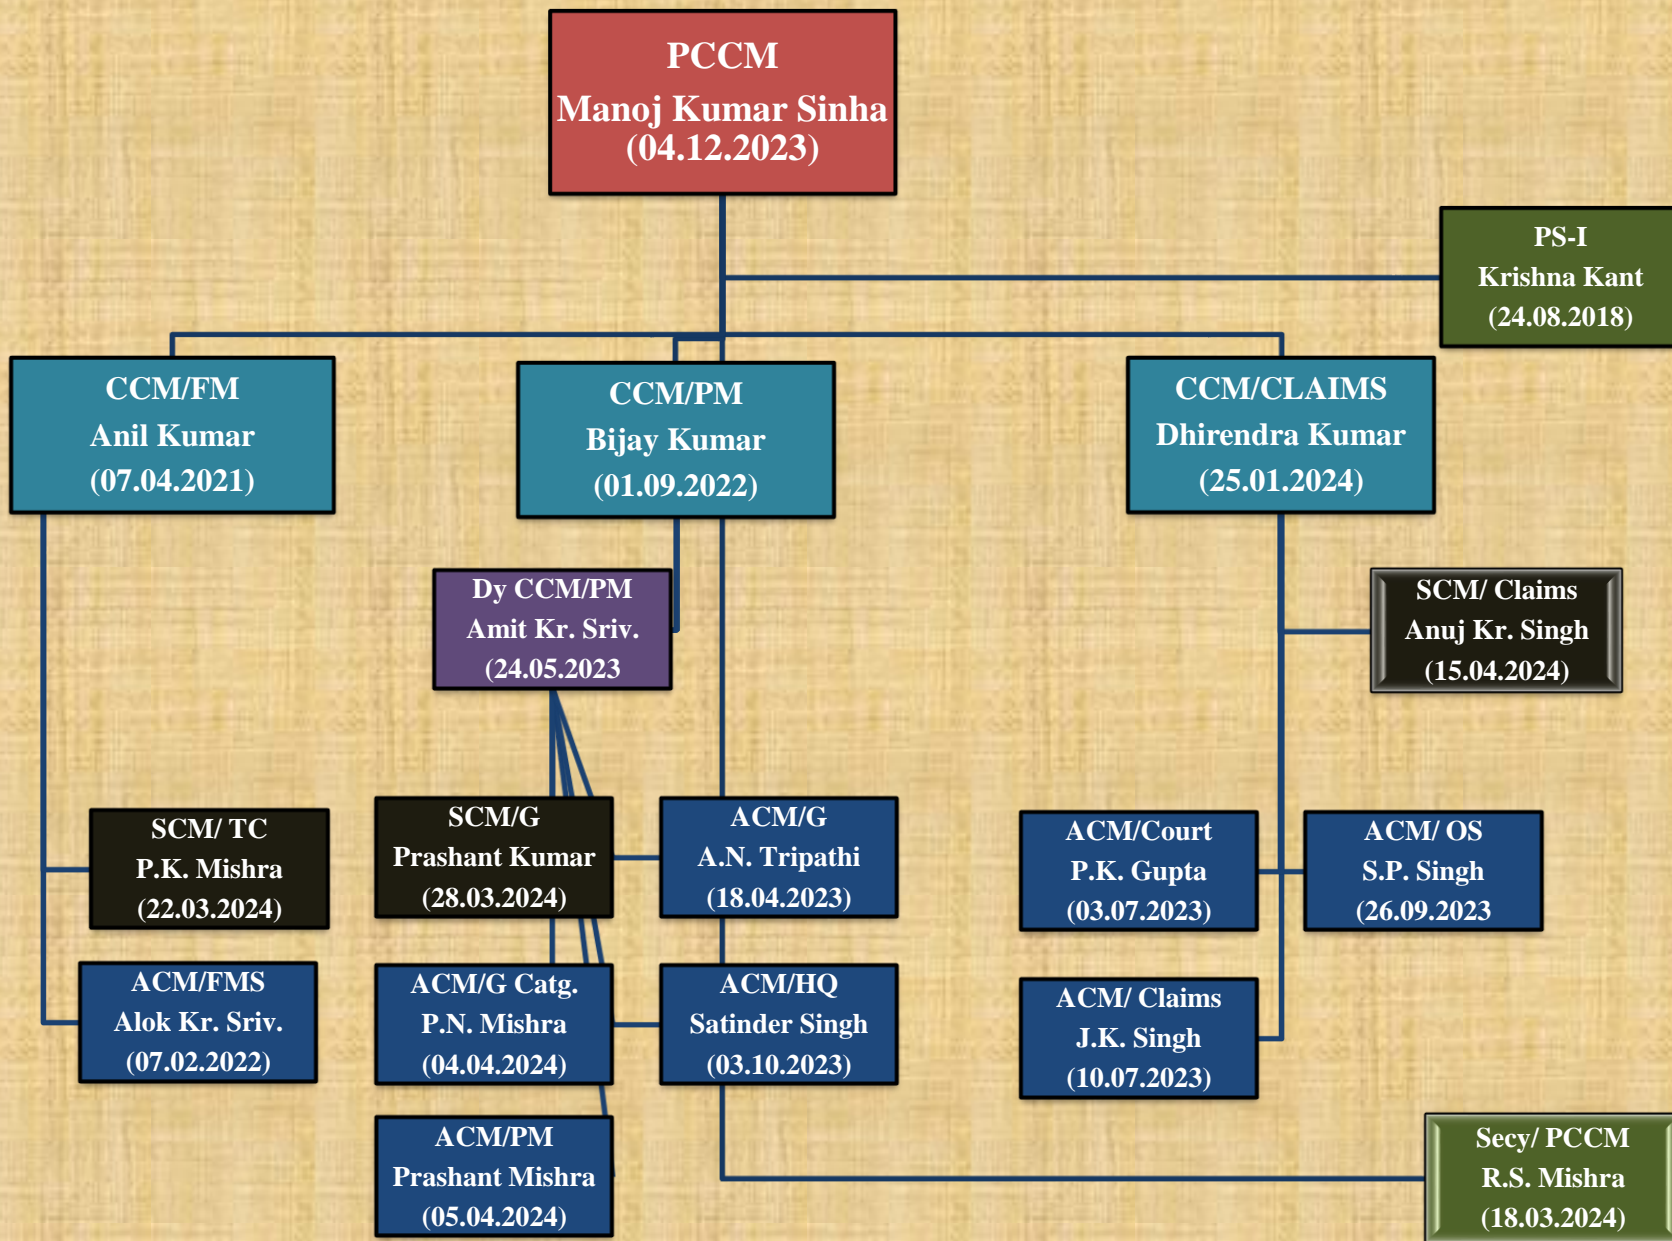 PCCM
Manoj Kumar Sinha
(04.12.2023)
PS-I
Krishna Kant
(24.08.2018)
CCM/FM
Anil Kumar
(07.04.2021)
CCM/PM
Bijay Kumar
(01.09.2022)
CCM/CLAIMS
Dhirendra Kumar
(25.01.2024)
Dy CCM/PM
Amit Kr. Sriv.
(24.05.2023
SCM/ Claims
Anuj Kr. Singh
(15.04.2024)
SCM/ TC
P.K. Mishra
(22.03.2024)
SCM/G
Prashant Kumar
(28.03.2024)
ACM/G
A.N. Tripathi
(18.04.2023)
ACM/Court
P.K. Gupta
(03.07.2023)
ACM/ OS
S.P. Singh
(26.09.2023
ACM/FMS
Alok Kr. Sriv.
(07.02.2022)
ACM/G Catg.
P.N. Mishra
(04.04.2024)
ACM/HQ
Satinder Singh
(03.10.2023)
ACM/ Claims
J.K. Singh
(10.07.2023)
ACM/PM
Prashant Mishra
(05.04.2024)
Secy/ PCCM
R.S. Mishra
(18.03.2024)